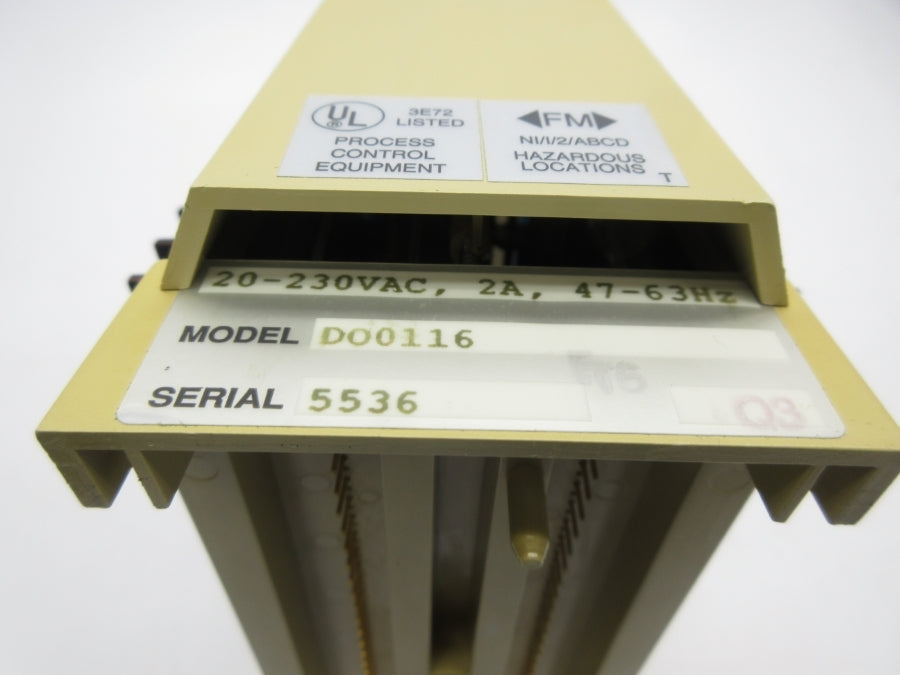 UL® 3E72
LISTED
PROCESS
CONTROL
EQUIPMENT
FM
NI/I/2/ABCD
HAZARDOUS
LOCATIONS T
20-230VAC, 2A, 47-63Hz
MODEL DO0116
SERIAL 5536
Q3